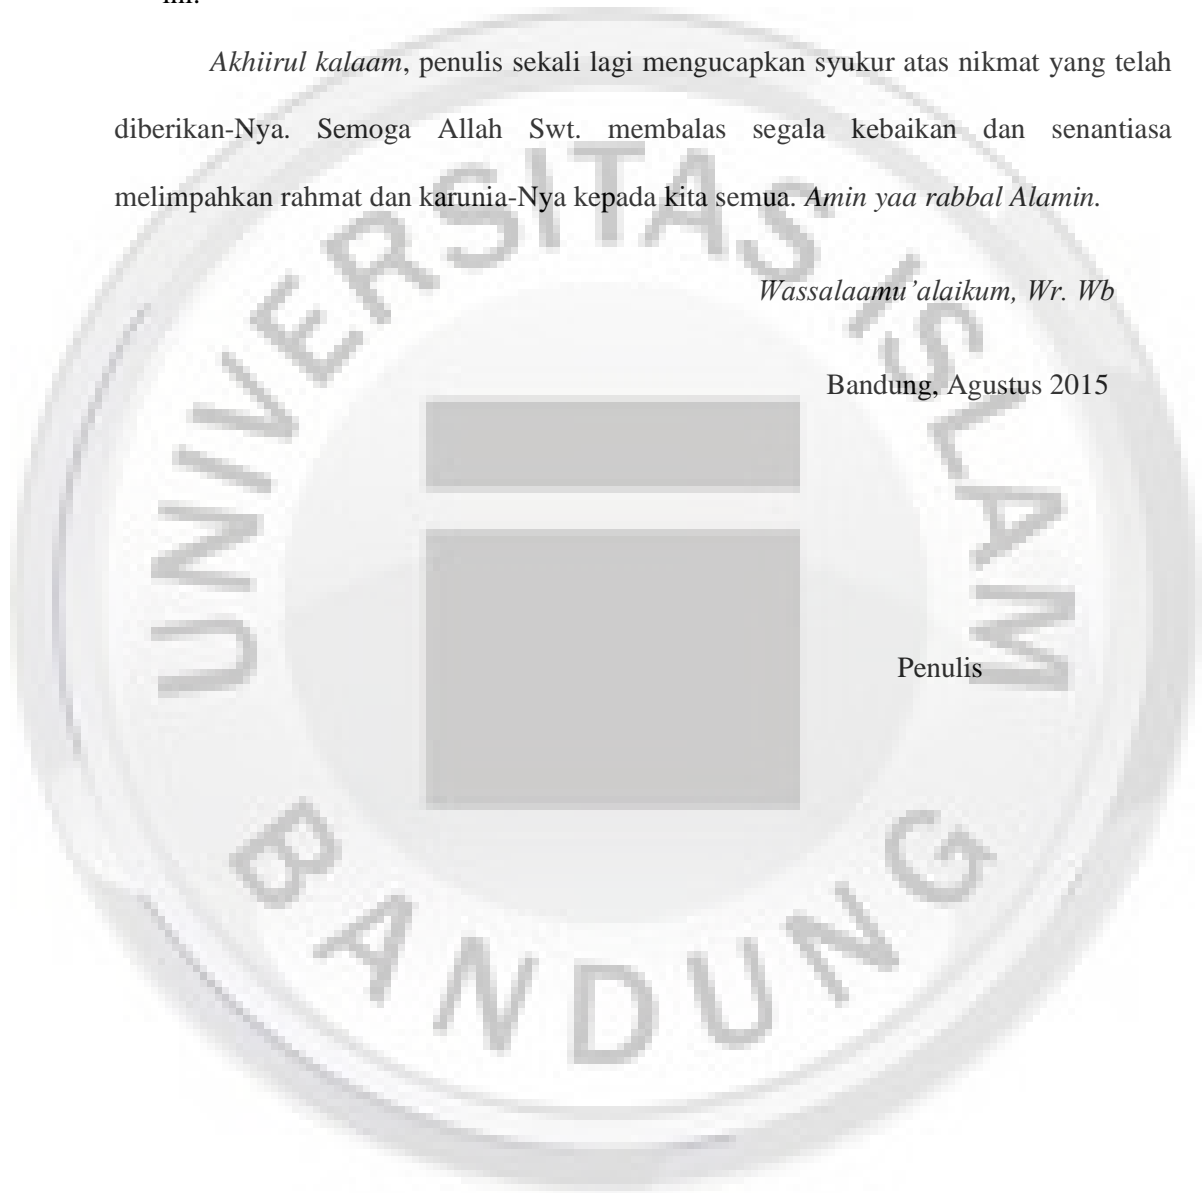 ini.
Akhiirul kalaam, penulis sekali lagi mengucapkan syukur atas nikmat yang telah
diberikan-Nya. Semoga Allah Swt. membalas segala kebaikan dan senantiasa
melimpahkan rahmat dan karunia-Nya kepada kita semua. Amin yaa rabbal Alamin.
Wassalaamu’alaikum, Wr. Wb
Bandung, Agustus 2015
Penulis
UNIVERSITAS ISLAM
BANDUNG